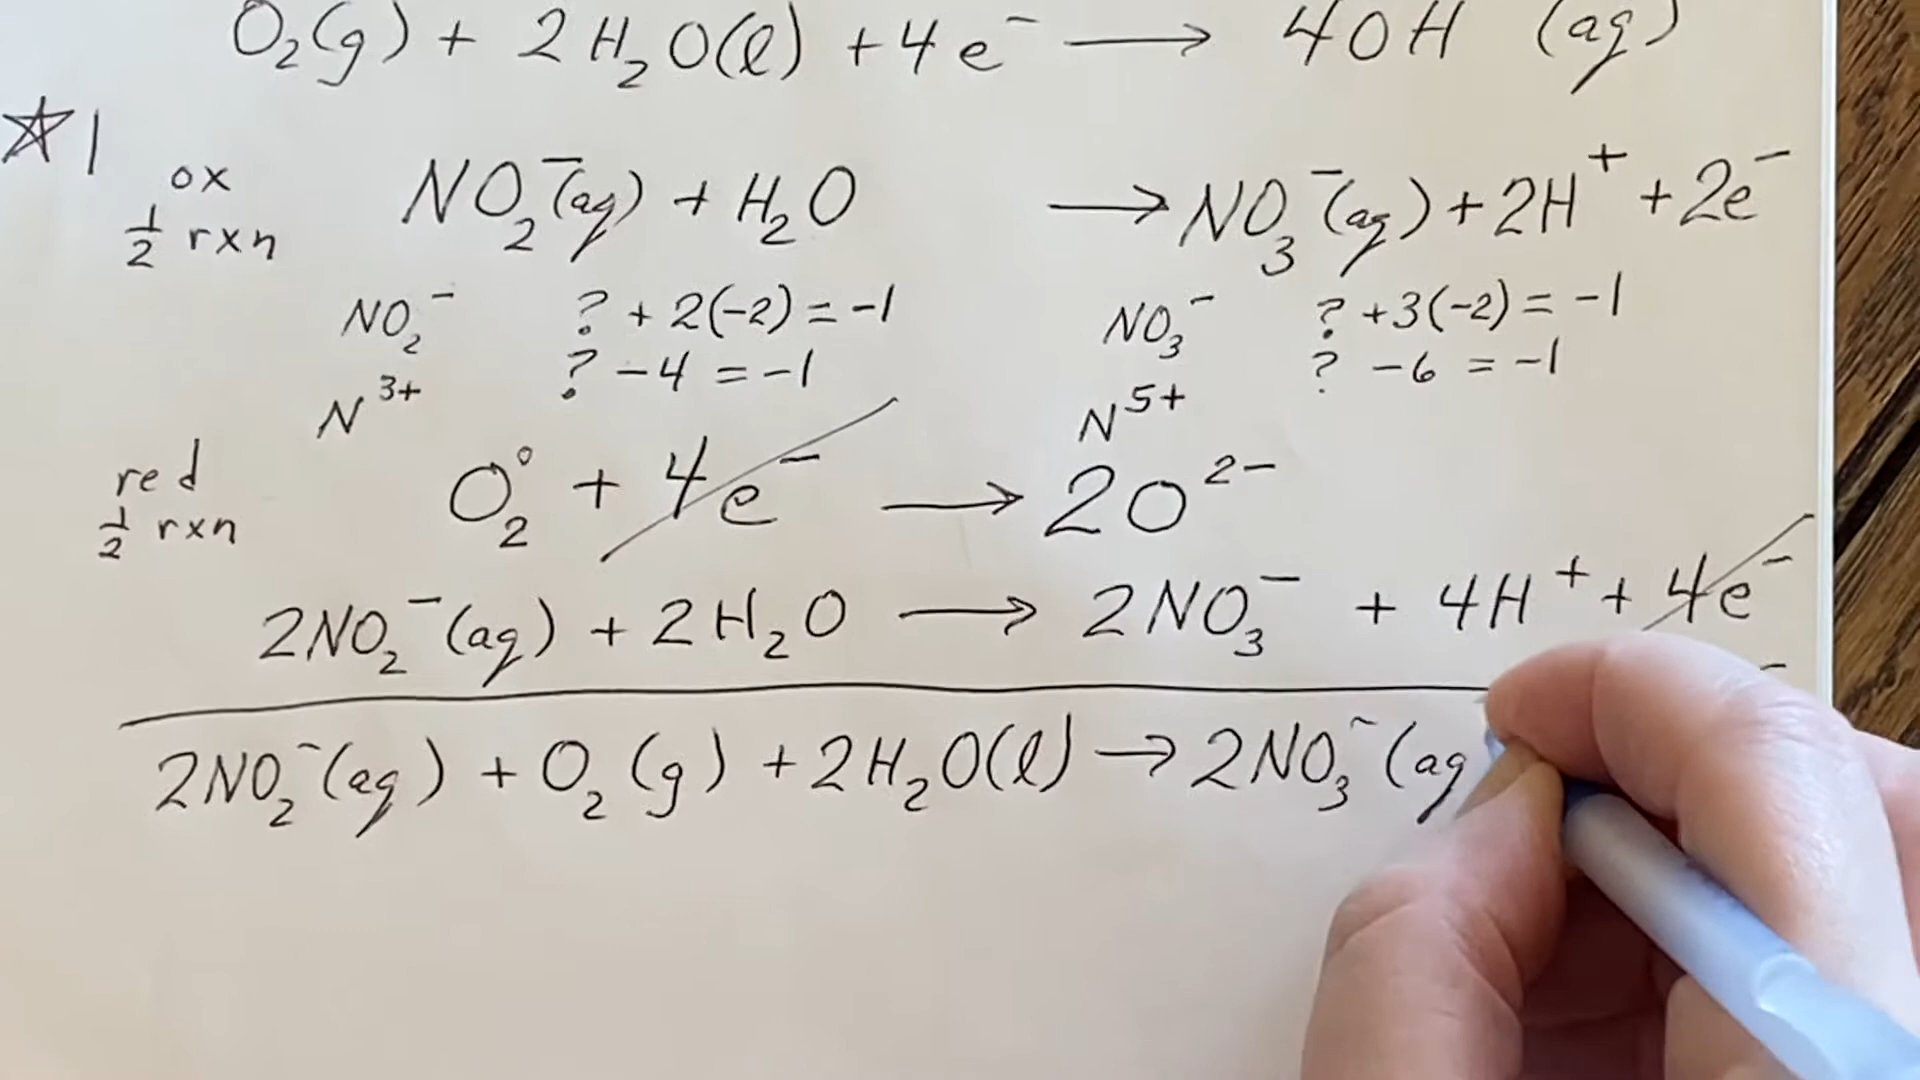 O₂(g) + 2H₂O(l) + 4e⁻ → 4OH (aq)
☆1
ox
½ rxn
NO₂⁻(aq) + H₂O → NO₃⁻(aq) + 2H⁺ + 2e⁻
NO₂⁻ ? + 2(-2) = -1 NO₃⁻ ? + 3(-2) = -1
? - 4 = -1 ? - 6 = -1
N³⁺ N⁵⁺
red
½ rxn
O₂⁰ + 4e⁻ → 2O²⁻
2NO₂⁻(aq) + 2H₂O → 2NO₃⁻ + 4H⁺ + 4e⁻
2NO₂⁻(aq) + O₂(g) + 2H₂O(l) → 2NO₃⁻(aq